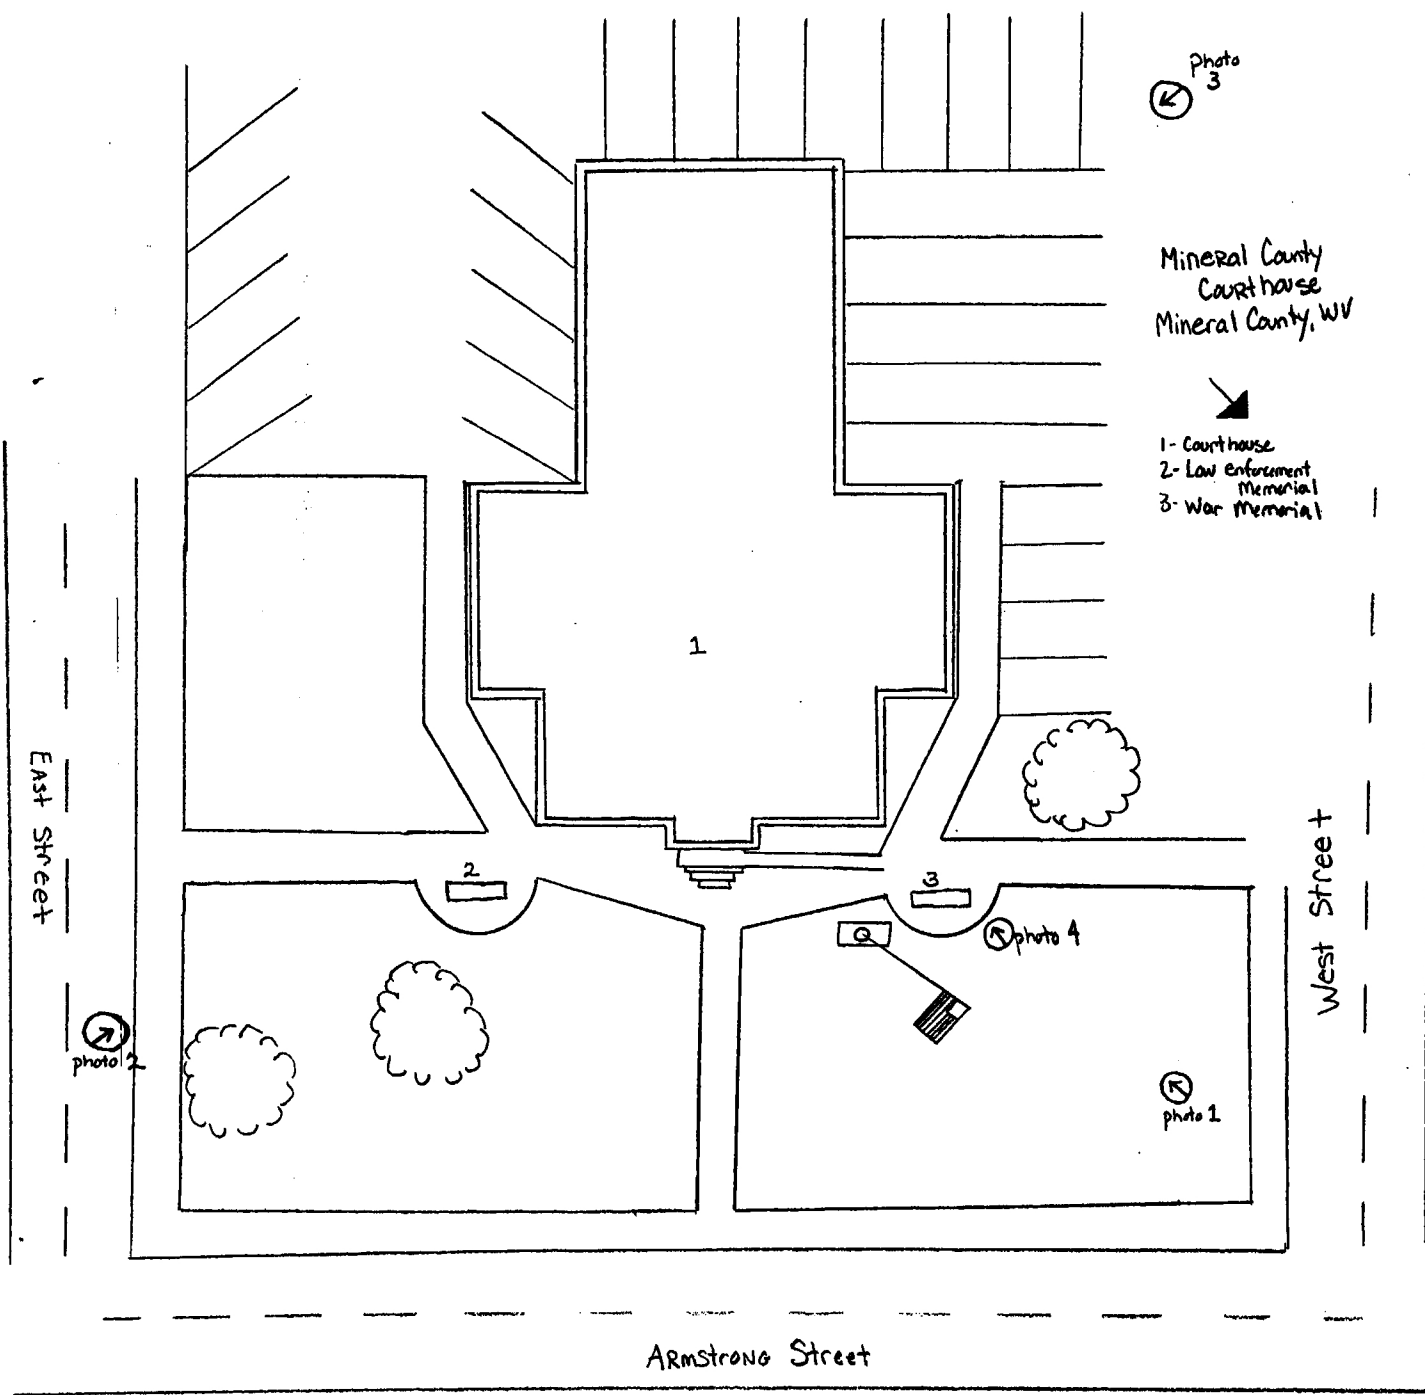 photo
3
Mineral County
Courthouse
Mineral County, WV
1- Courthouse
2- Law Enforcement
Memorial
3- War Memorial
1
East Street
2
3
photo 4
West Street
photo 2
photo 1
Armstrong Street